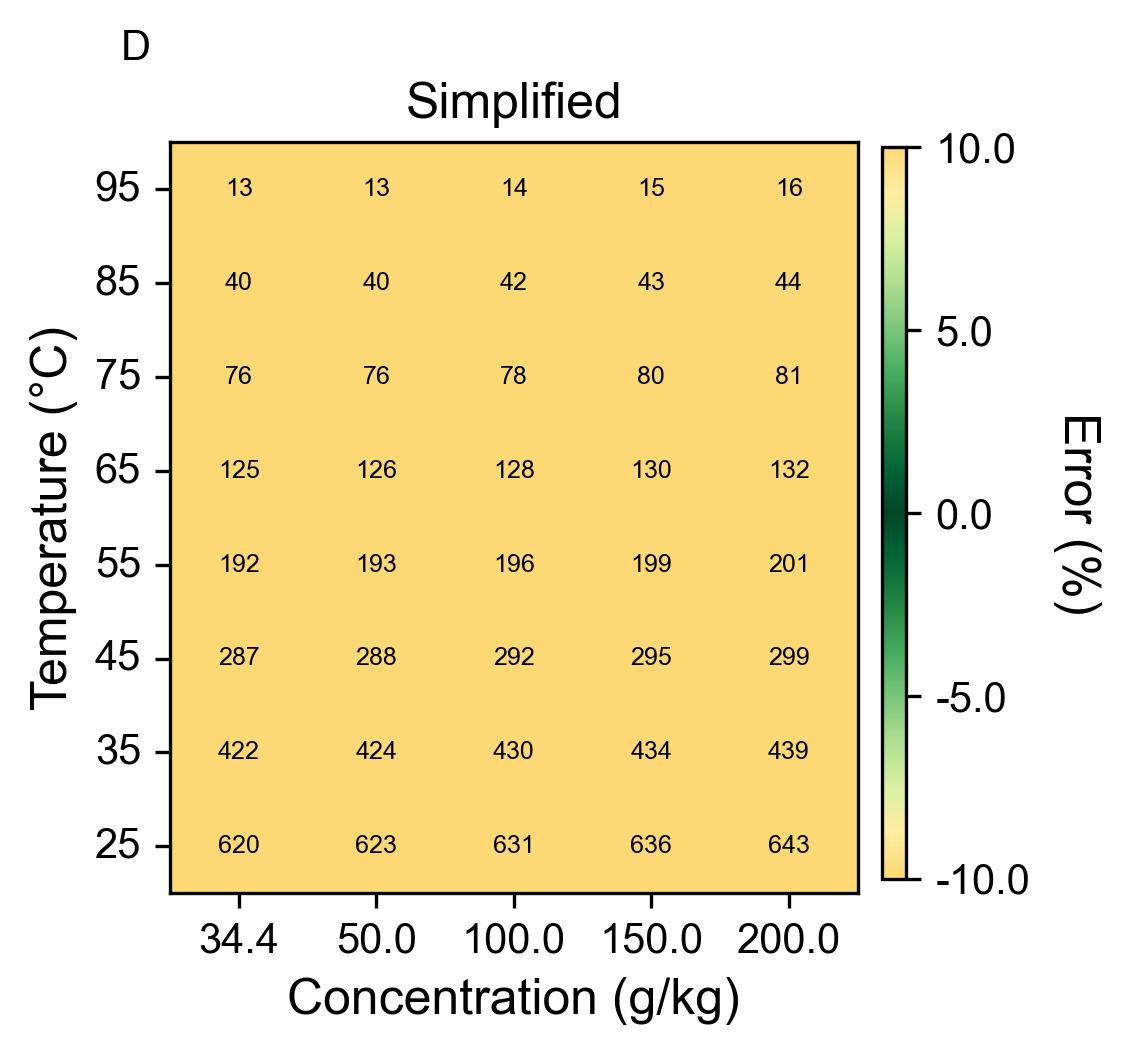 D
Simplified
95 13 13 14 15 16
85 40 40 42 43 44
75 76 76 78 80 81
65 125 126 128 130 132
55 192 193 196 199 201
45 287 288 292 295 299
35 422 424 430 434 439
25 620 623 631 636 643
34.4 50.0 100.0 150.0 200.0
Concentration (g/kg)
Temperature (°C)
10.0
5.0
0.0
-5.0
-10.0
Error (%)